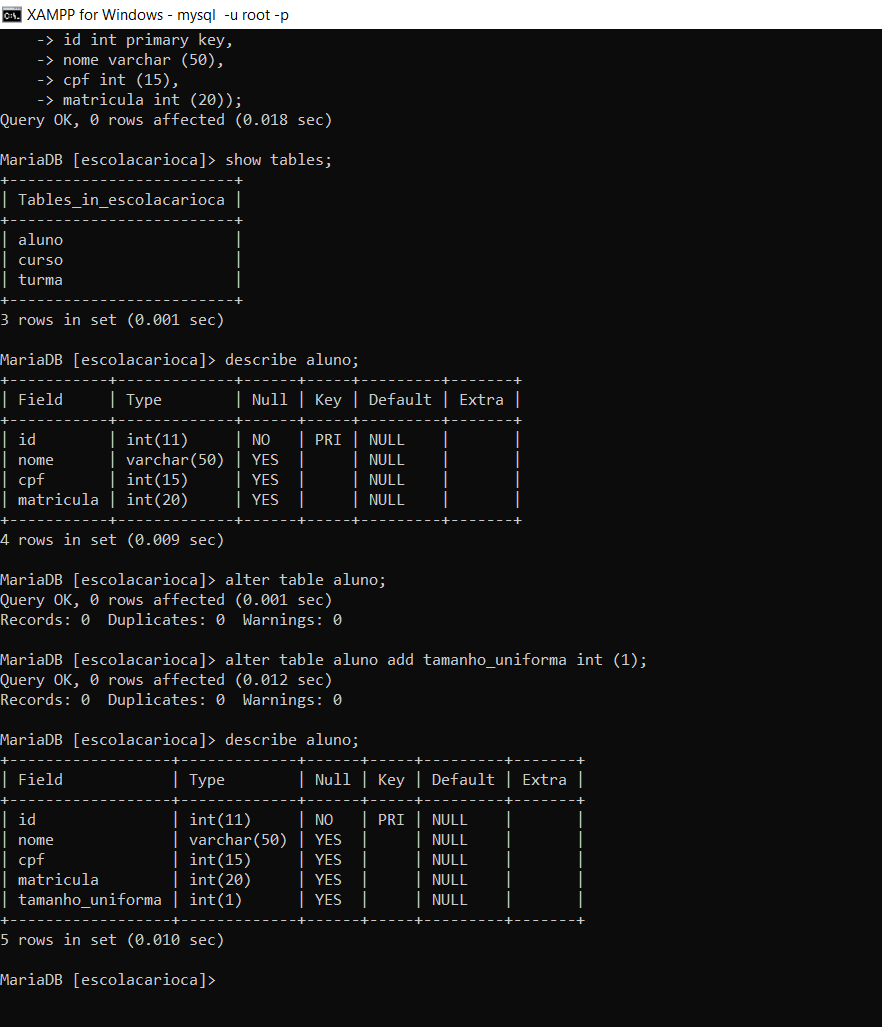 XAMPP for Windows - mysql  -u root -p
    -> id int primary key,
    -> nome varchar (50),
    -> cpf int (15),
    -> matricula int (20));
Query OK, 0 rows affected (0.018 sec)

MariaDB [escolacarioca]> show tables;
+-------------------------+
| Tables_in_escolacarioca |
+-------------------------+
| aluno                   |
| curso                   |
| turma                   |
+-------------------------+
3 rows in set (0.001 sec)

MariaDB [escolacarioca]> describe aluno;
+-----------+-------------+------+-----+---------+-------+
| Field     | Type        | Null | Key | Default | Extra |
+-----------+-------------+------+-----+---------+-------+
| id        | int(11)     | NO   | PRI | NULL    |       |
| nome      | varchar(50) | YES  |     | NULL    |       |
| cpf       | int(15)     | YES  |     | NULL    |       |
| matricula | int(20)     | YES  |     | NULL    |       |
+-----------+-------------+------+-----+---------+-------+
4 rows in set (0.009 sec)

MariaDB [escolacarioca]> alter table aluno;
Query OK, 0 rows affected (0.001 sec)
Records: 0  Duplicates: 0  Warnings: 0

MariaDB [escolacarioca]> alter table aluno add tamanho_uniforma int (1);
Query OK, 0 rows affected (0.012 sec)
Records: 0  Duplicates: 0  Warnings: 0

MariaDB [escolacarioca]> describe aluno;
+------------------+-------------+------+-----+---------+-------+
| Field            | Type        | Null | Key | Default | Extra |
+------------------+-------------+------+-----+---------+-------+
| id               | int(11)     | NO   | PRI | NULL    |       |
| nome             | varchar(50) | YES  |     | NULL    |       |
| cpf              | int(15)     | YES  |     | NULL    |       |
| matricula        | int(20)     | YES  |     | NULL    |       |
| tamanho_uniforma | int(1)      | YES  |     | NULL    |       |
+------------------+-------------+------+-----+---------+-------+
5 rows in set (0.010 sec)

MariaDB [escolacarioca]>